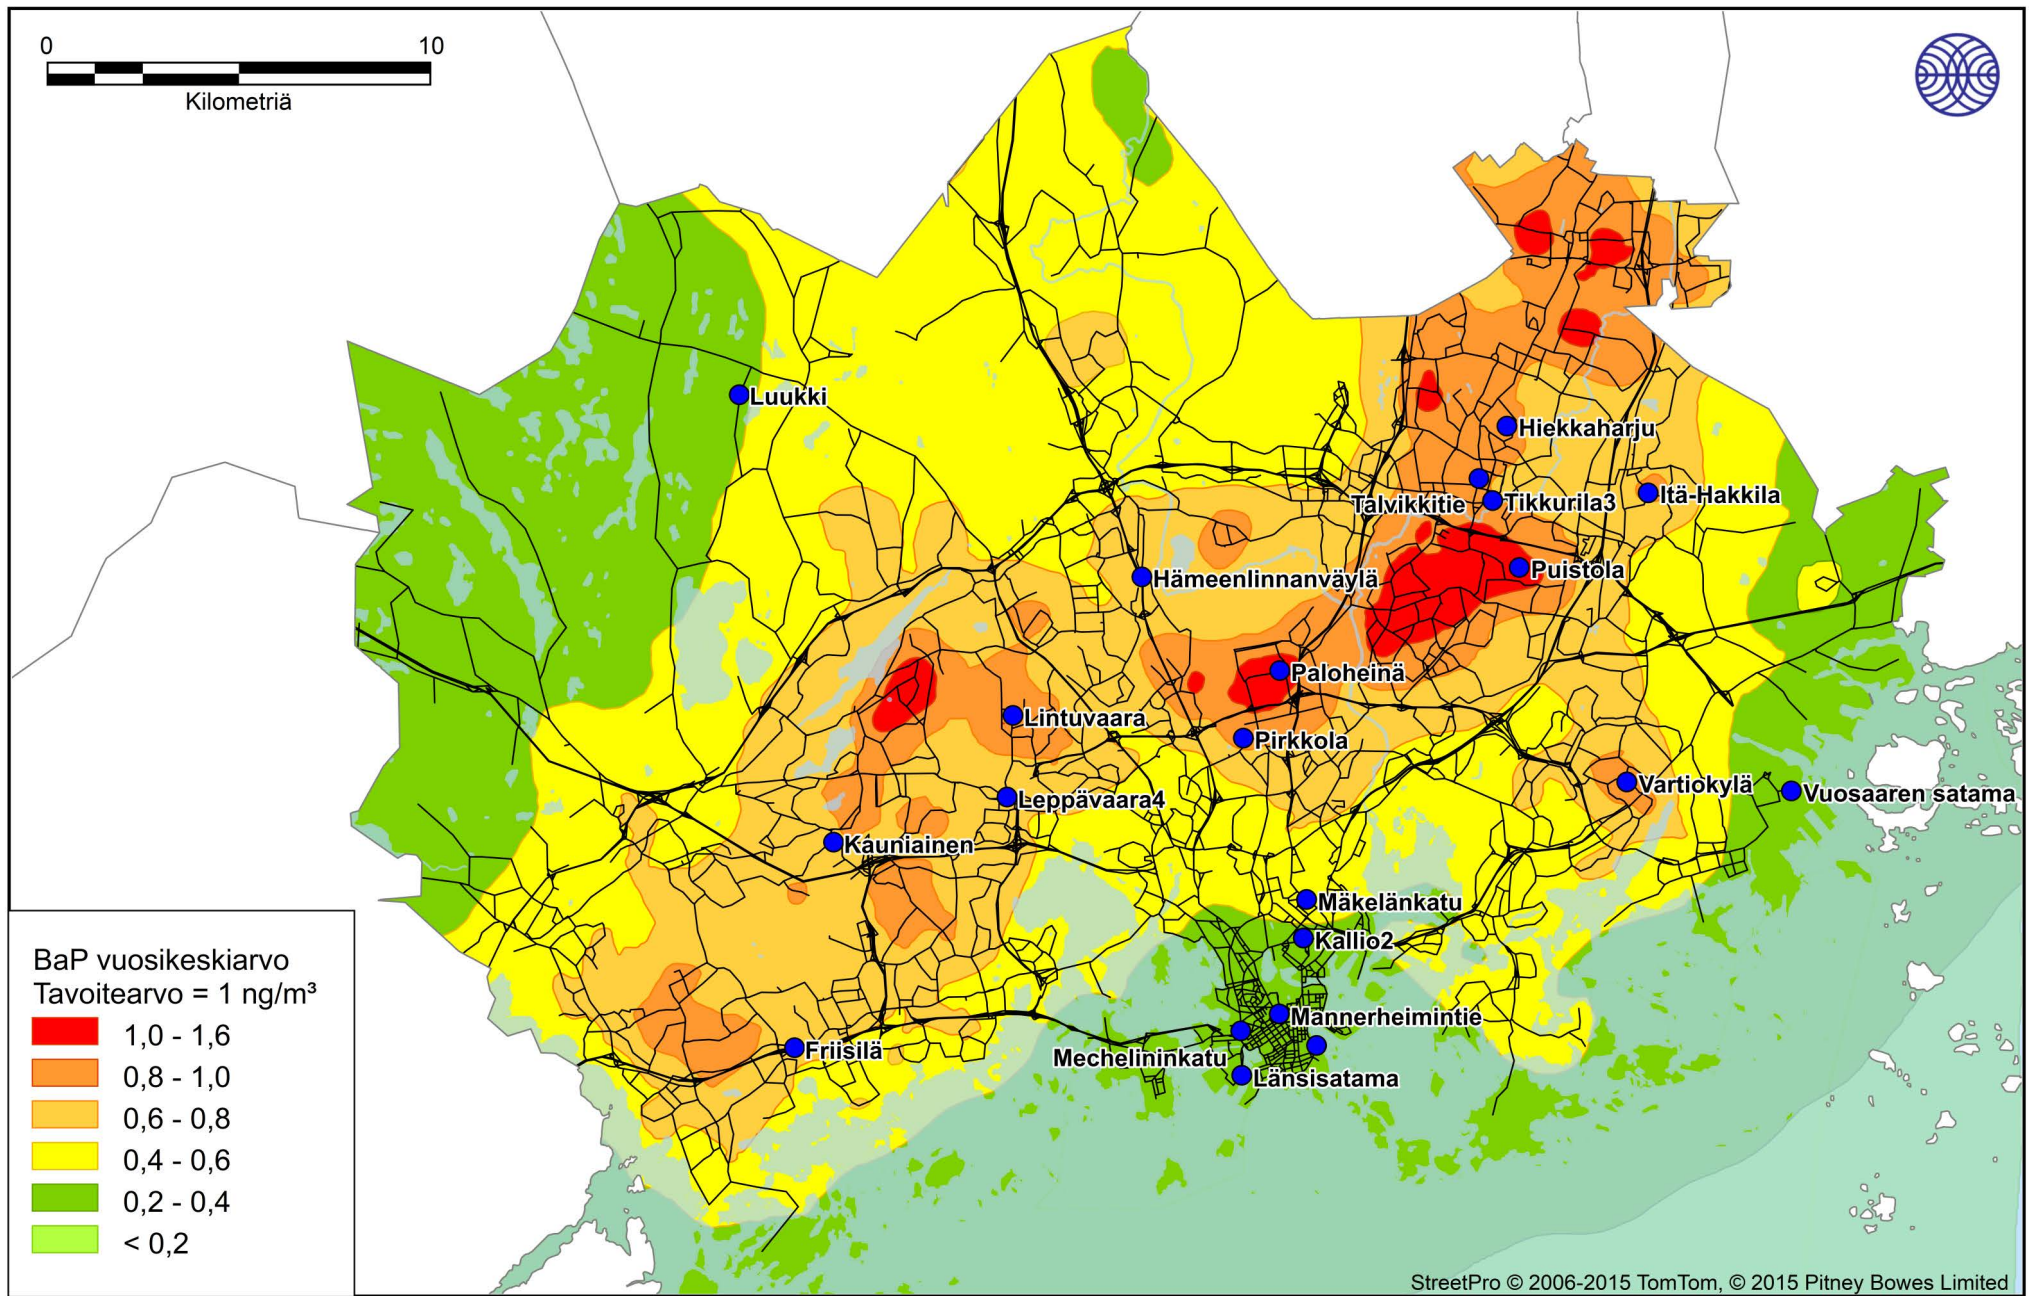 0 10
Kilometriä
Luukki
Hiekkaharju
Itä-Hakkila
Talvikkitie
Tikkurila3
Puistola
Hämeenlinnanväylä
Paloheinä
Lintuvaara
Pirkkola
Vartiokylä
Vuosaaren satama
Leppävaara4
Kauniainen
Mäkelänkatu
Kallio2
Mannerheimintie
Friisilä
Mechelininkatu
Länsisatama
BaP vuosikeskiarvo
Tavoitearvo = 1 ng/m³
1,0 - 1,6
0,8 - 1,0
0,6 - 0,8
0,4 - 0,6
0,2 - 0,4
< 0,2
StreetPro © 2006-2015 TomTom, © 2015 Pitney Bowes Limited